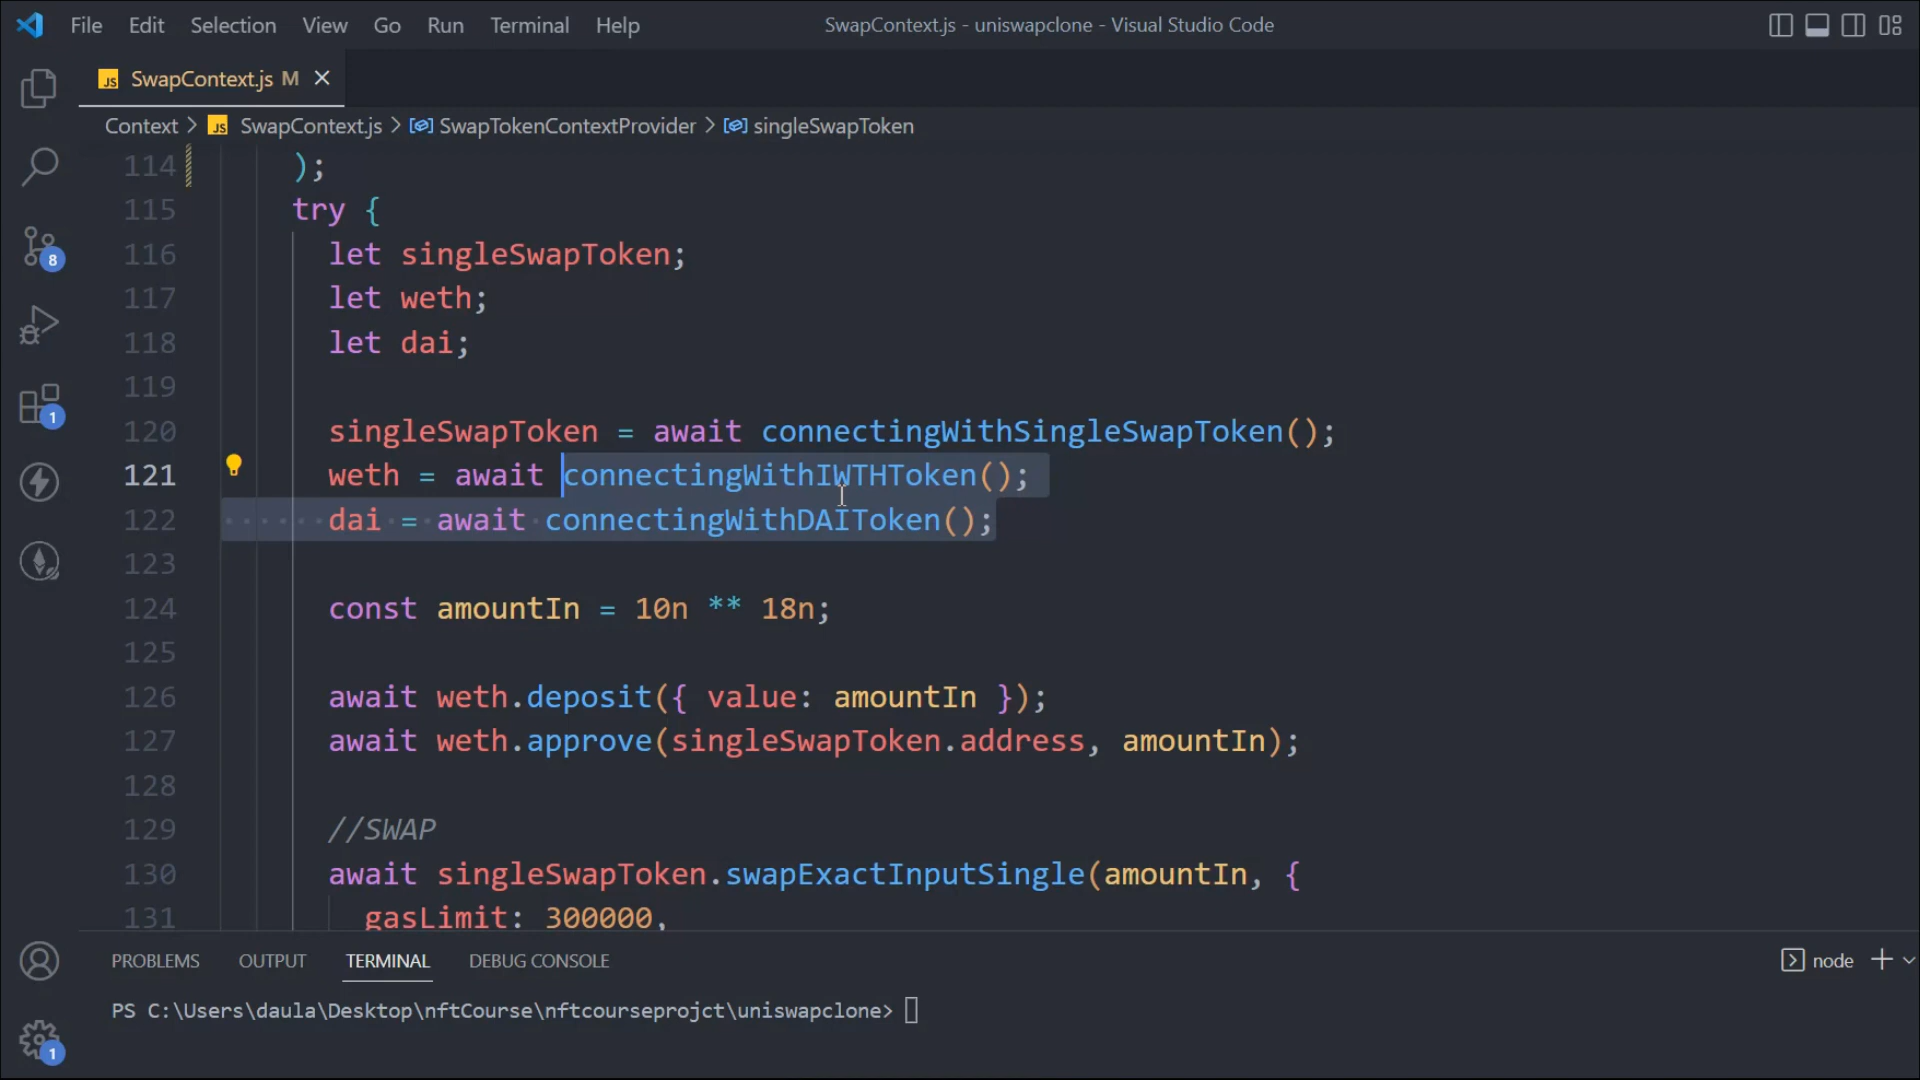 File Edit Selection View Go Run Terminal Help SwapContext.js - uniswapclone - Visual Studio Code
JS SwapContext.js M
Context > JS SwapContext.js > SwapTokenContextProvider > singleSwapToken
114 );
115 try {
116 let singleSwapToken;
117 let weth;
118 let dai;
119
120 singleSwapToken = await connectingWithSingleSwapToken();
121 weth = await connectingWithIWTHToken();
122 dai = await connectingWithDAIToken();
123
124 const amountIn = 10n ** 18n;
125
126 await weth.deposit({ value: amountIn });
127 await weth.approve(singleSwapToken.address, amountIn);
128
129 //SWAP
130 await singleSwapToken.swapExactInputSingle(amountIn, {
131 gasLimit: 300000,
8
1
1
PROBLEMS OUTPUT TERMINAL DEBUG CONSOLE node
PS C:\Users\daula\Desktop\nftCourse\nftcourseprojct\uniswapclone>